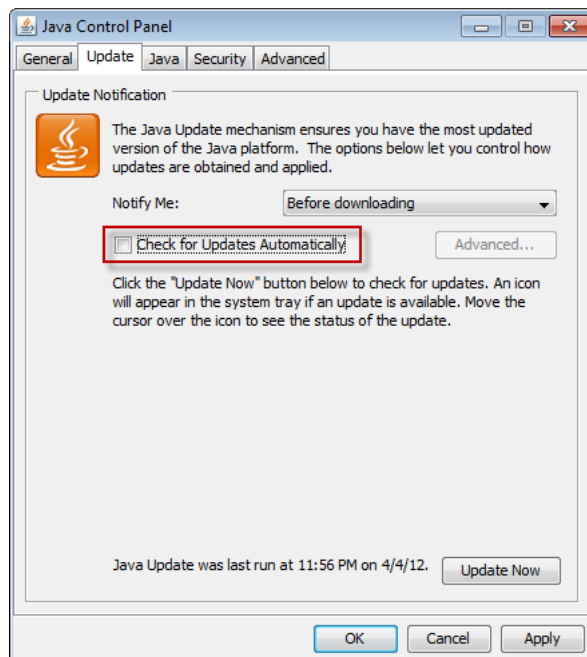 Java Control Panel
General Update Java Security Advanced
Update Notification
The Java Update mechanism ensures you have the most updated
version of the Java platform. The options below let you control how
updates are obtained and applied.
Notify Me: Before downloading
Check for Updates Automatically Advanced...
Click the "Update Now" button below to check for updates. An icon
will appear in the system tray if an update is available. Move the
cursor over the icon to see the status of the update.
Java Update was last run at 11:56 PM on 4/4/12. Update Now
OK Cancel Apply